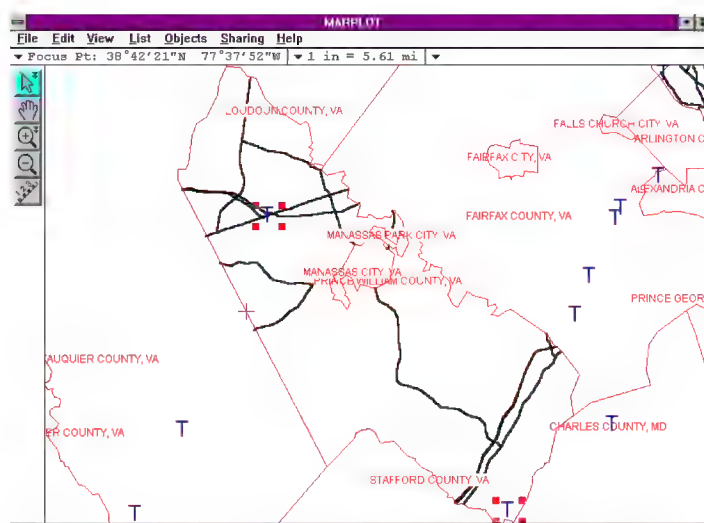 MARPLOT
File Edit View List Objects Sharing Help
Focus Pt: 38°42'21"N 77°37'52"W 1 in = 5.61 mi
LOUDOUN COUNTY, VA
FALLS CHURCH CITY, VA
ARLINGTON C
FAIRFAX CITY, VA
ALEXANDRIA C
FAIRFAX COUNTY, VA
MANASSAS PARK CITY, VA
MANASSAS CITY, VA
PRINCE WILLIAM COUNTY, VA
PRINCE GEOR
AUQUIER COUNTY, VA
ER COUNTY, VA
CHARLES COUNTY, MD
STAFFORD COUNTY, VA